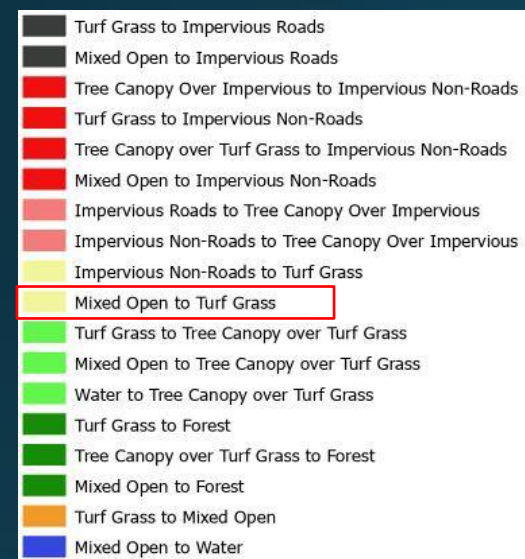 Turf Grass to Impervious Roads
Mixed Open to Impervious Roads
Tree Canopy Over Impervious to Impervious Non-Roads
Turf Grass to Impervious Non-Roads
Tree Canopy over Turf Grass to Impervious Non-Roads
Mixed Open to Impervious Non-Roads
Impervious Roads to Tree Canopy Over Impervious
Impervious Non-Roads to Tree Canopy Over Impervious
Impervious Non-Roads to Turf Grass
Mixed Open to Turf Grass
Turf Grass to Tree Canopy over Turf Grass
Mixed Open to Tree Canopy over Turf Grass
Water to Tree Canopy over Turf Grass
Turf Grass to Forest
Tree Canopy over Turf Grass to Forest
Mixed Open to Forest
Turf Grass to Mixed Open
Mixed Open to Water